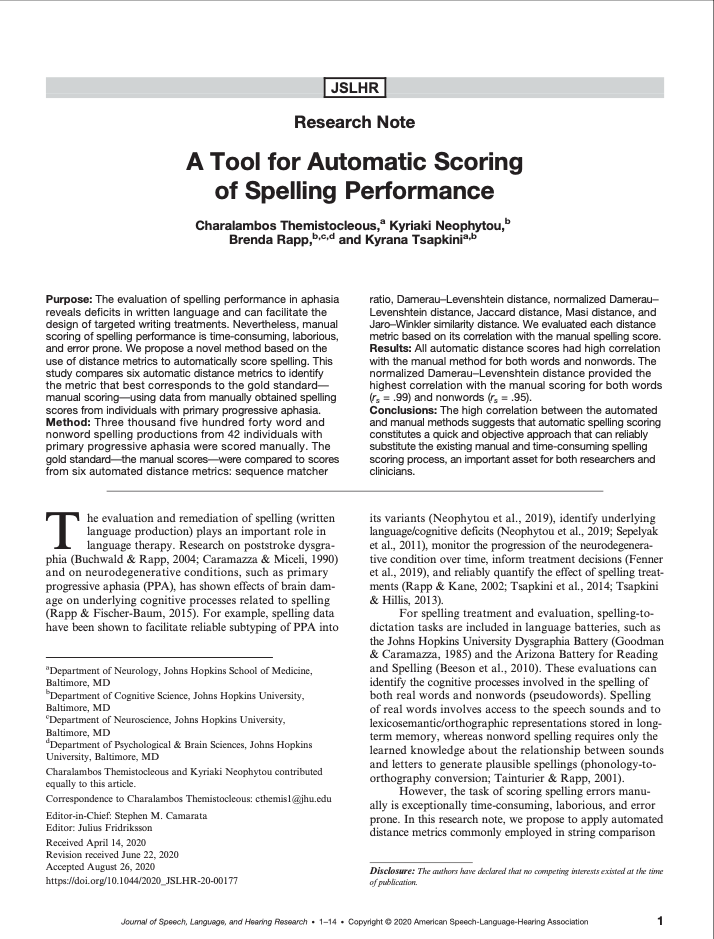 JSLHR
Research Note
A Tool for Automatic Scoring
of Spelling Performance
Charalambos Themistocleous,a Kyriaki Neophytou,b
Brenda Rapp,b,c,d and Kyrana Tsapkinia,b
Purpose: The evaluation of spelling performance in aphasia
reveals deficits in written language and can facilitate the
design of targeted writing treatments. Nevertheless, manual
scoring of spelling performance is time-consuming, laborious,
and error prone. We propose a novel method based on the
use of distance metrics to automatically score spelling. This
study compares six automatic distance metrics to identify
the metric that best corresponds to the gold standard—
manual scoring—using data from manually obtained spelling
scores from individuals with primary progressive aphasia.
Method: Three thousand five hundred forty word and
nonword spelling productions from 42 individuals with
primary progressive aphasia were scored manually. The
gold standard—the manual scores—were compared to scores
from six automated distance metrics: sequence matcher
ratio, Damerau–Levenshtein distance, normalized Damerau–
Levenshtein distance, Jaccard distance, Masi distance, and
Jaro–Winkler similarity distance. We evaluated each distance
metric based on its correlation with the manual spelling score.
Results: All automatic distance scores had high correlation
with the manual method for both words and nonwords. The
normalized Damerau–Levenshtein distance provided the
highest correlation with the manual scoring for both words
(rs = .99) and nonwords (rs = .95).
Conclusions: The high correlation between the automated
and manual methods suggests that automatic spelling scoring
constitutes a quick and objective approach that can reliably
substitute the existing manual and time-consuming spelling
scoring process, an important asset for both researchers and
clinicians.
The evaluation and remediation of spelling (written
language production) plays an important role in
language therapy. Research on poststroke dysgra-
phia (Buchwald & Rapp, 2004; Caramazza & Miceli, 1990)
and on neurodegenerative conditions, such as primary
progressive aphasia (PPA), has shown effects of brain dam-
age on underlying cognitive processes related to spelling
(Rapp & Fischer-Baum, 2015). For example, spelling data
have been shown to facilitate reliable subtyping of PPA into
aDepartment of Neurology, Johns Hopkins School of Medicine,
Baltimore, MD
bDepartment of Cognitive Science, Johns Hopkins University,
Baltimore, MD
cDepartment of Neuroscience, Johns Hopkins University,
Baltimore, MD
dDepartment of Psychological & Brain Sciences, Johns Hopkins
University, Baltimore, MD
Charalambos Themistocleous and Kyriaki Neophytou contributed
equally to this article.
Correspondence to Charalambos Themistocleous: cthemis1@jhu.edu
Editor-in-Chief: Stephen M. Camarata
Editor: Julius Fridriksson
Received April 14, 2020
Revision received June 22, 2020
Accepted August 26, 2020
https://doi.org/10.1044/2020_JSLHR-20-00177
its variants (Neophytou et al., 2019), identify underlying
language/cognitive deficits (Neophytou et al., 2019; Sepelyak
et al., 2011), monitor the progression of the neurodegenera-
tive condition over time, inform treatment decisions (Fenner
et al., 2019), and reliably quantify the effect of spelling treat-
ments (Rapp & Kane, 2002; Tsapkini et al., 2014; Tsapkini
& Hillis, 2013).
For spelling treatment and evaluation, spelling-to-
dictation tasks are included in language batteries, such as
the Johns Hopkins University Dysgraphia Battery (Goodman
& Caramazza, 1985) and the Arizona Battery for Reading
and Spelling (Beeson et al., 2010). These evaluations can
identify the cognitive processes involved in the spelling of
both real words and nonwords (pseudowords). Spelling
of real words involves access to the speech sounds and to
lexicosemantic/orthographic representations stored in long-
term memory, whereas nonword spelling requires only the
learned knowledge about the relationship between sounds
and letters to generate plausible spellings (phonology-to-
orthography conversion; Tainturier & Rapp, 2001).
However, the task of scoring spelling errors manu-
ally is exceptionally time-consuming, laborious, and error
prone. In this research note, we propose to apply automated
distance metrics commonly employed in string comparison
Disclosure: The authors have declared that no competing interests existed at the time
of publication.
Journal of Speech, Language, and Hearing Research • 1–14 • Copyright © 2020 American Speech-Language-Hearing Association 1